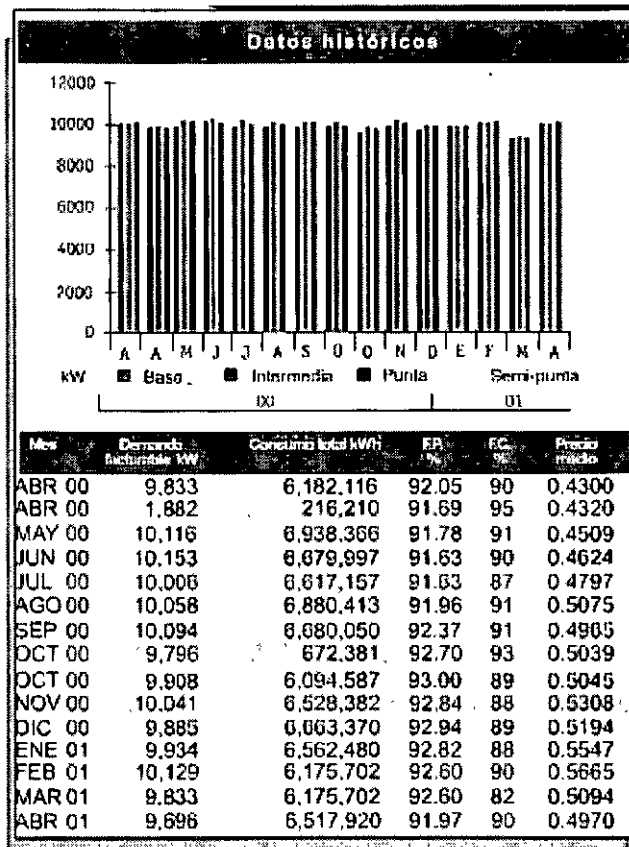 Datos históricos
12000
10000
8000
6000
4000
2000
0
A A M J J A S O O N D E F M A
kW Base Intermedia Punta Semi-punta
00 01
Mes Demanda facturable kW Consumo total kWH F.P. % F.C. % Precio medio
ABR 00 9,833 6,182,116 92.05 90 0.4300
ABR 00 1,882 216,210 91.69 95 0.4320
MAY 00 10,116 6,938,366 91.78 91 0.4509
JUN 00 10,153 6,679,997 91.63 90 0.4624
JUL 00 10,006 6,617,157 91.63 87 0.4797
AGO 00 10,058 6,880,413 91.96 91 0.5075
SEP 00 10,094 6,680,050 92.37 91 0.4965
OCT 00 9,796 672,381 92.70 93 0.5039
OCT 00 9,908 6,094,587 93.00 89 0.5045
NOV 00 10,041 6,528,382 92.84 88 0.5308
DIC 00 9,885 6,663,370 92.94 89 0.5194
ENE 01 9,934 6,562,480 92.82 88 0.5547
FEB 01 10,129 6,175,702 92.60 90 0.5665
MAR 01 9,833 6,175,702 92.60 82 0.5094
ABR 01 9,696 6,517,920 91.97 90 0.4970